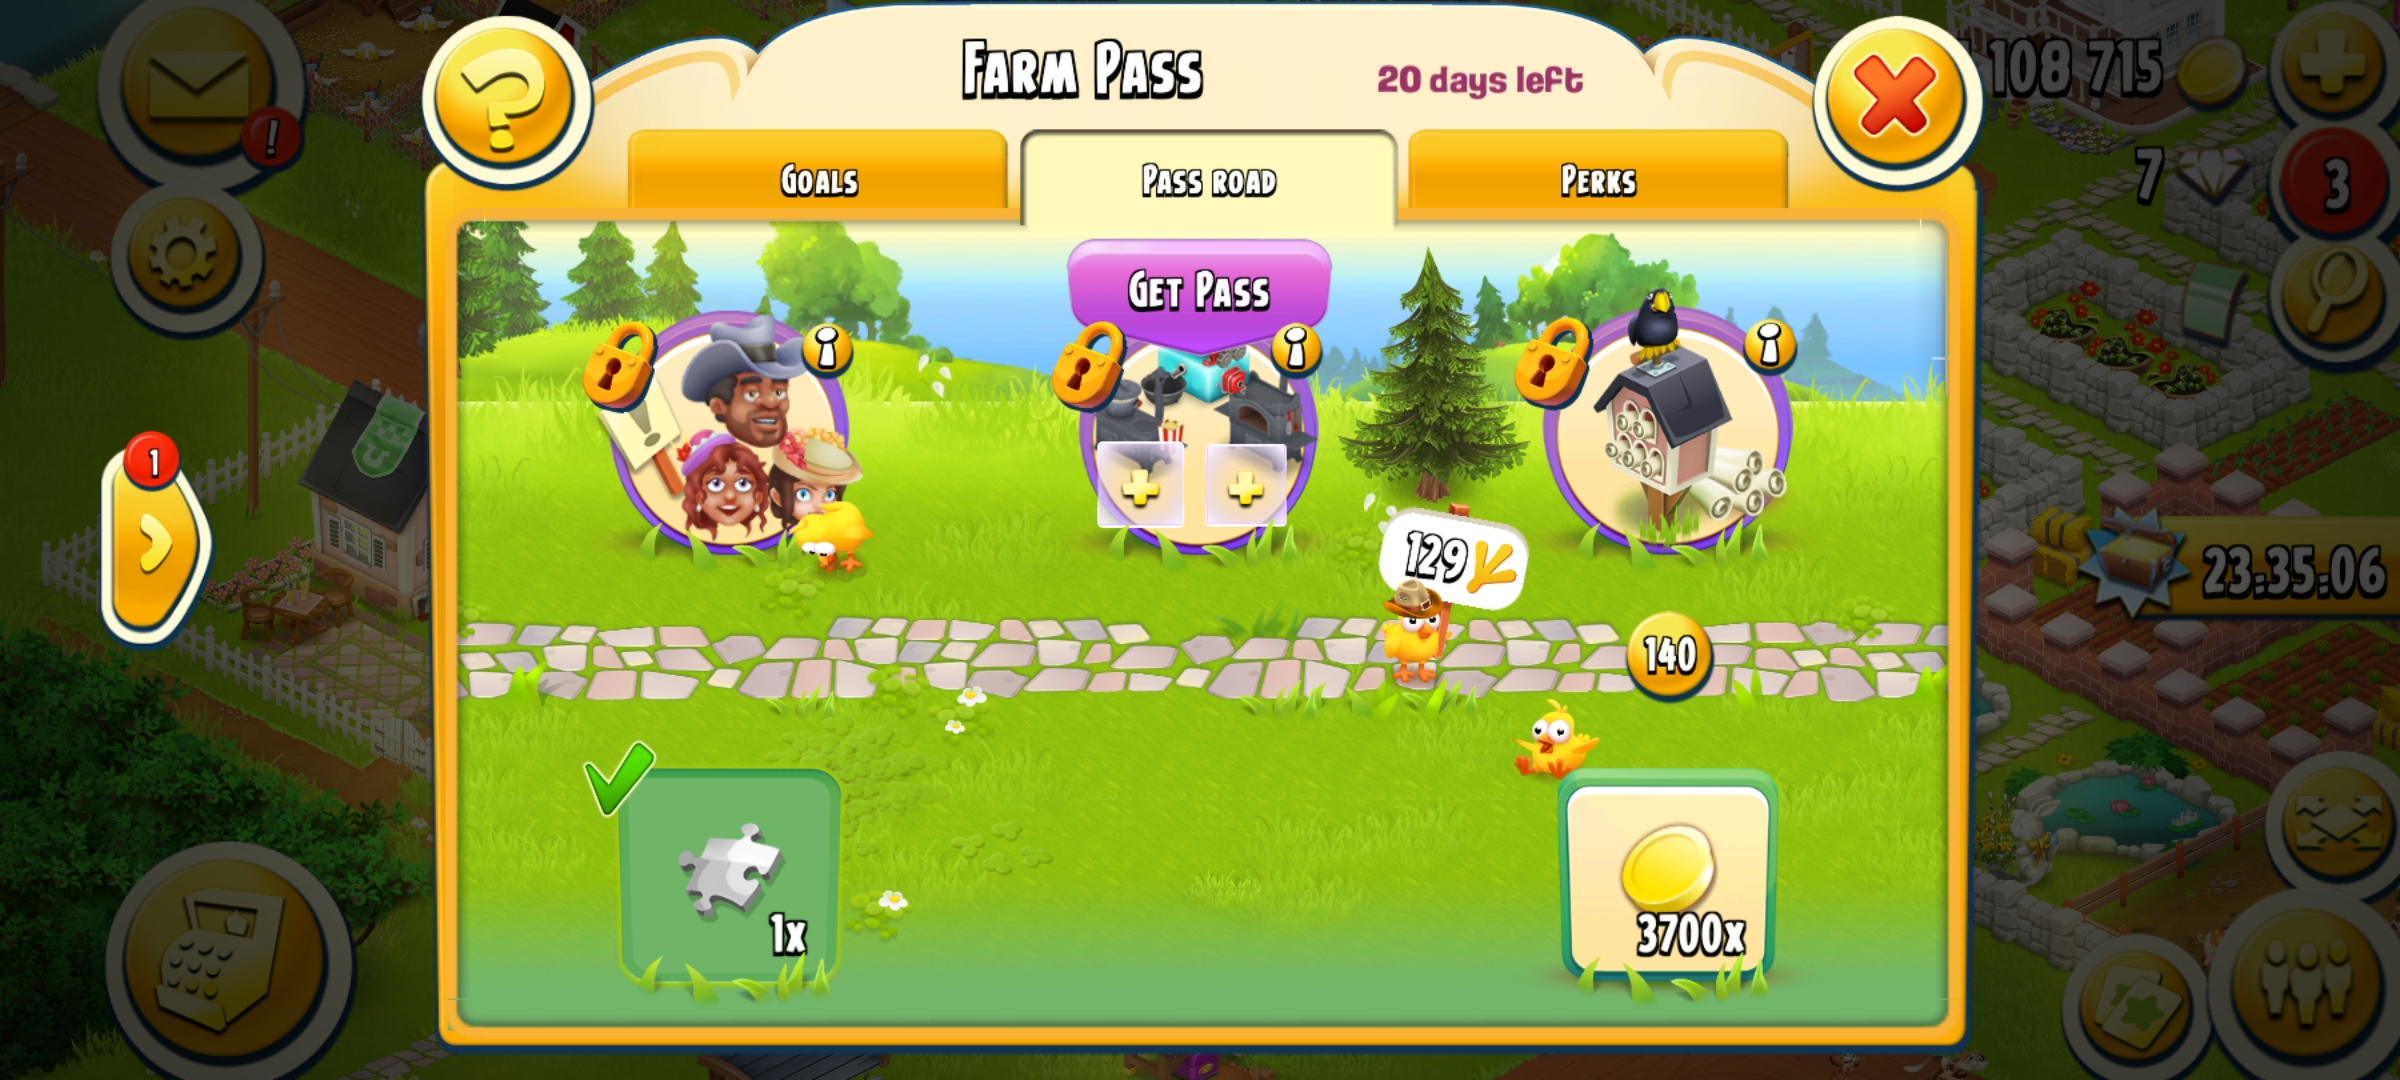 FARM PASS
20 days left
108 715
7
3
GOALS
PASS ROAD
PERKS
GET PASS
1
129
23:35:06
140
1x
3700x